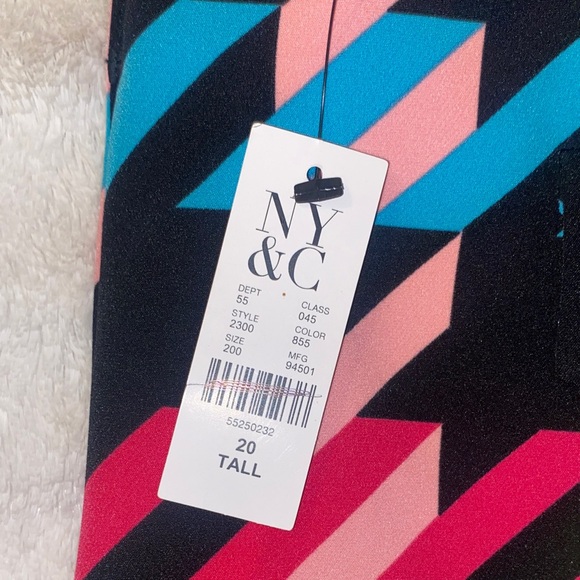 NY
&C
DEPT CLASS
55 045
STYLE COLOR
2300 855
SIZE MFG
200 94501
55250232
20
TALL